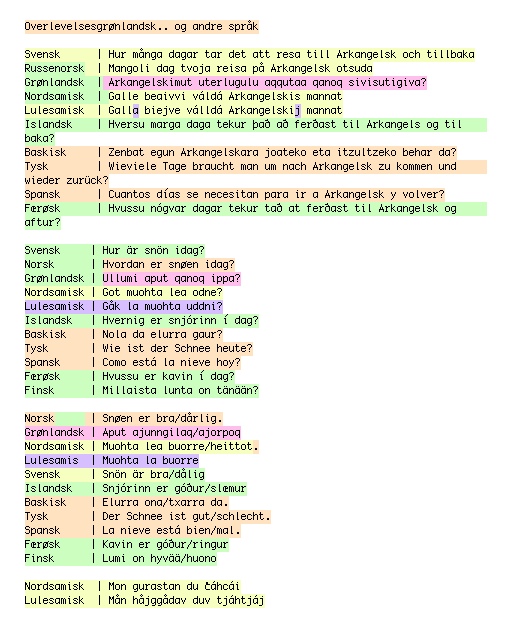 Overlevelsesgrønlandsk.. og andre språk
Svensk | Hur många dagar tar det att resa till Arkangelsk och tillbaka
Russenorsk | Mangoli dag tvoja reisa på Arkangelsk otsuda
Grønlandsk | Arkangelskimut uterlugulu aqqutaa qanoq sivisutigiva?
Nordsamisk | Galle beaivvi váldá Arkangelskis mannat
Lulesamisk | Galla biejve válldá Arkangelskij mannat
Islandsk | Hversu marga daga tekur það að ferðast til Arkangels og til
baka?
Baskisk | Zenbat egun Arkangelskara joateko eta itzultzeko behar da?
Tysk | Wieviele Tage braucht man um nach Arkangelsk zu kommen und
wieder zurück?
Spansk | Cuantos días se necesitan para ir a Arkangelsk y volver?
Færøsk | Hvussu nógvar dagar tekur tað at ferðast til Arkangelsk og
aftur?
Svensk | Hur är snön idag?
Norsk | Hvordan er snøen idag?
Grønlandsk | Ullumi aput qanoq ippa?
Nordsamisk | Got muohta lea odne?
Lulesamisk | Gåk la muohta uddni?
Islandsk | Hvernig er snjórinn í dag?
Baskisk | Nola da elurra gaur?
Tysk | Wie ist der Schnee heute?
Spansk | Como está la nieve hoy?
Færøsk | Hvussu er kavin í dag?
Finsk | Millaista lunta on tänään?
Norsk | Snøen er bra/dårlig.
Grønlandsk | Aput ajunngilaq/ajorpoq
Nordsamisk | Muohta lea buorre/heittot.
Lulesamis | Muohta la buorre
Svensk | Snön är bra/dålig
Islandsk | Snjórinn er góður/slæmur
Baskisk | Elurra ona/txarra da.
Tysk | Der Schnee ist gut/schlecht.
Spansk | La nieve está bien/mal.
Færøsk | Kavin er góður/ringur
Finsk | Lumi on hyvää/huono
Nordsamisk | Mon gurastan du čáhcái
Lulesamisk | Mån håjggådav duv tjáhtjáj